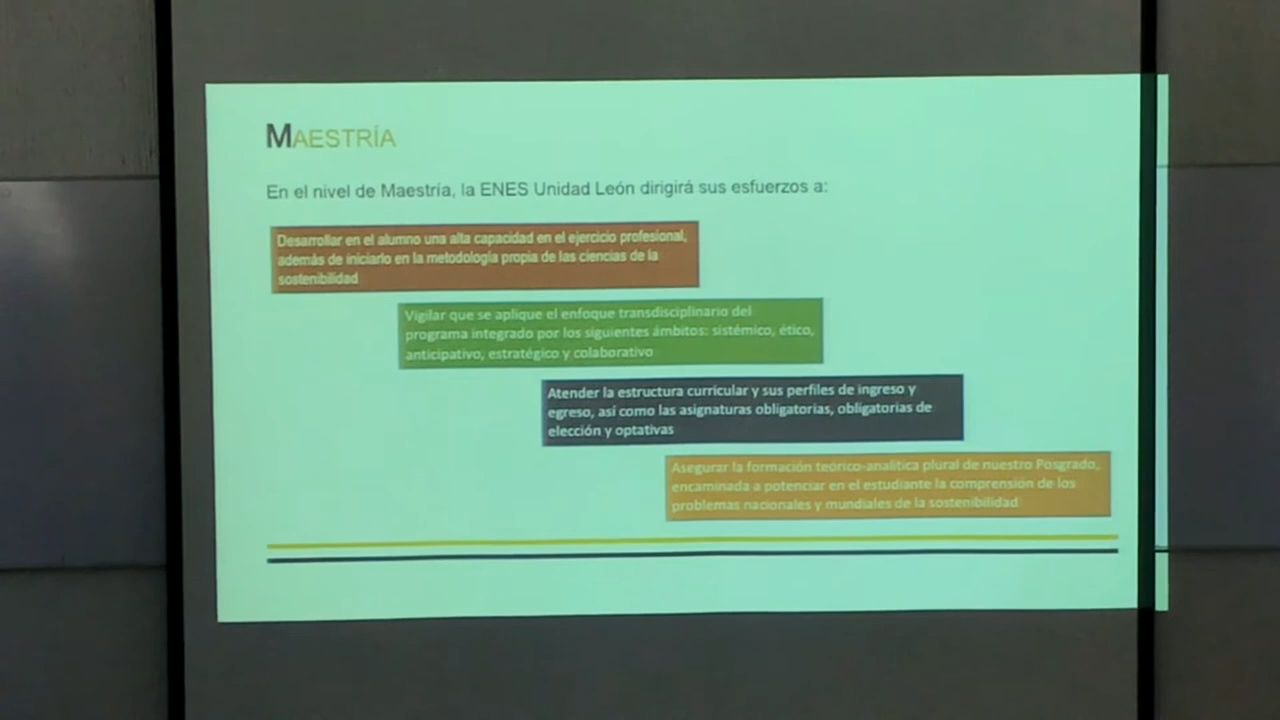 MAESTRÍA
En el nivel de Maestría, la ENES Unidad León dirigirá sus esfuerzos a:
Desarrollar en el alumno una alta capacidad en el ejercicio profesional,
además de iniciarlo en la metodología propia de las ciencias de la
sostenibilidad
Vigilar que se aplique el enfoque transdisciplinario del
programa integrado por los siguientes ámbitos: sistémico, ético,
anticipativo, estratégico y colaborativo
Atender la estructura curricular y sus perfiles de ingreso y
egreso, así como las asignaturas obligatorias, obligatorias de
elección y optativas
Asegurar la formación teórico-analítica plural de nuestro Posgrado,
encaminada a potenciar en el estudiante la comprensión de los
problemas nacionales y mundiales de la sostenibilidad